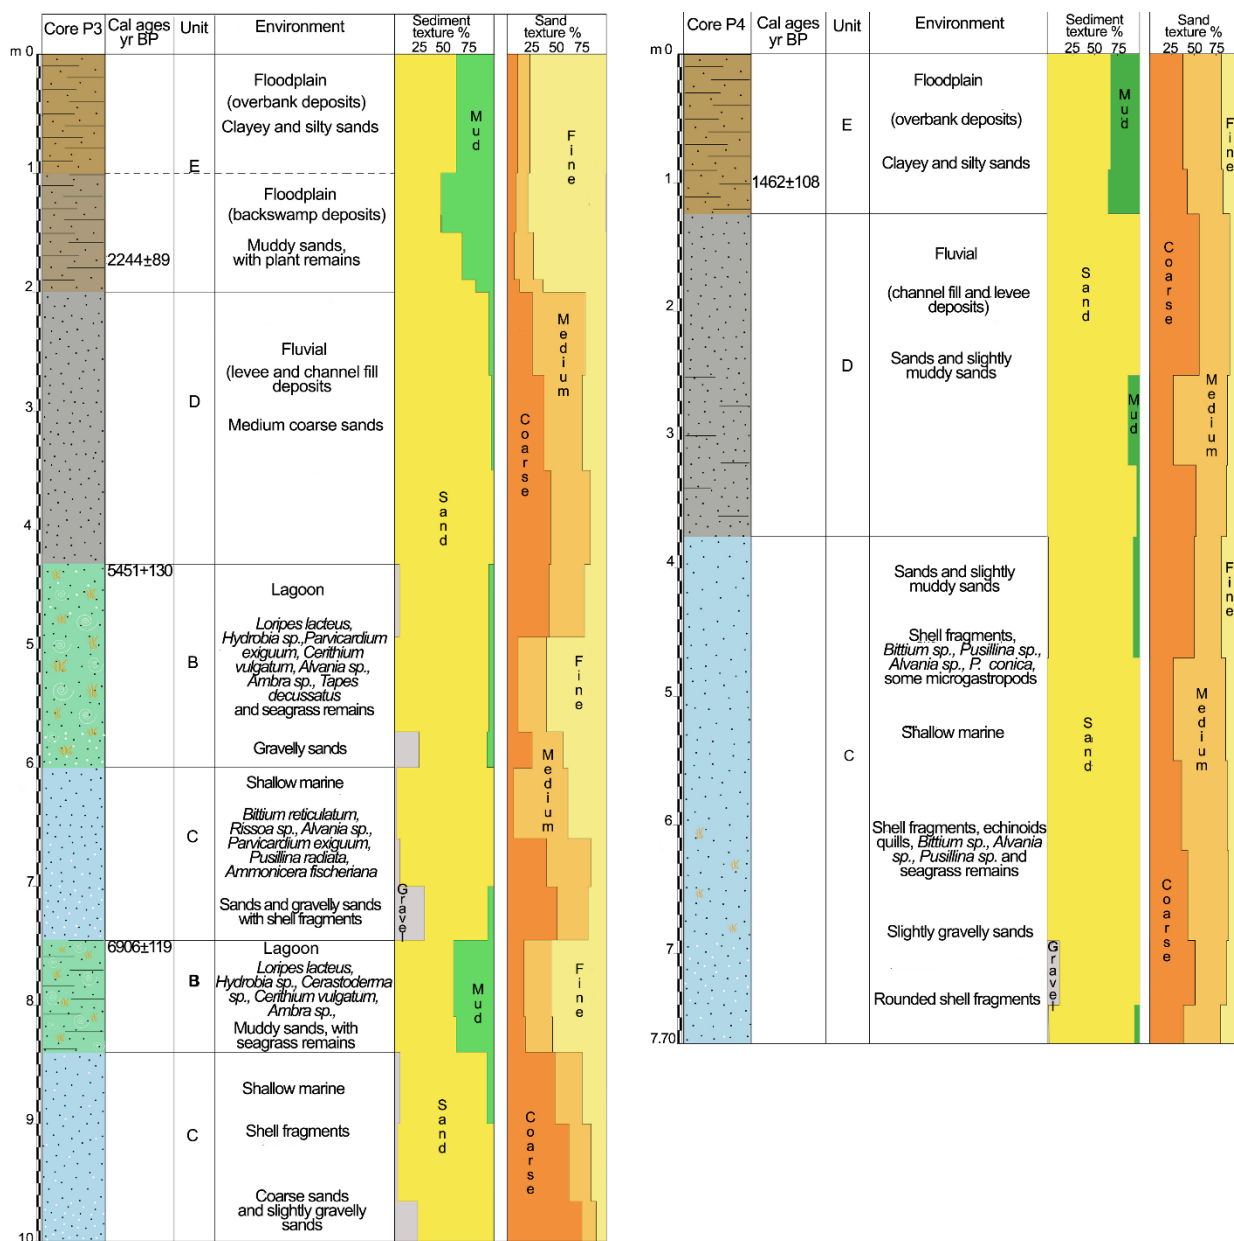 Core P3
Cal ages
yr BP
Unit
Environment
Sediment
texture %
25 50 75
Sand
texture %
25 50 75
m 0
1
2
3
4
5
6
7
8
9
10
Floodplain
(overbank deposits)
Clayey and silty sands
E
Floodplain
(backswamp deposits)
Muddy sands,
with plant remains
2244±89
Fluvial
(levee and channel fill
deposits
D
Medium coarse sands
5451+130
Lagoon
Loripes lacteus,
Hydrobia sp.,Parvicardium
exiguum, Cerithium
vulgatum, Alvania sp.,
Ambra sp., Tapes
decussatus
and seagrass remains
B
Gravelly sands
Shallow marine
Bittium reticulatum,
Rissoa sp., Alvania sp.,
Parvicardium exiguum,
Pusillina radiata,
Ammonicera fischeriana
C
Sands and gravelly sands
with shell fragments
6906±119
Lagoon
Loripes lacteus,
Hydrobia sp., Cerastoderma
sp., Cerithium vulgatum,
Ambra sp.,
B
Muddy sands, with
seagrass remains
Shallow marine
C
Shell fragments
Coarse sands
and slightly gravelly
sands
Mud
Sand
Gravel
Mud
Sand
Fine
Medium
Coarse
Fine
Medium
Fine
Coarse
Core P4
Cal ages
yr BP
Unit
Environment
Sediment
texture %
25 50 75
Sand
texture %
25 50 75
m 0
1
2
3
4
5
6
7
7.70
Floodplain
E
(overbank deposits)
Clayey and silty sands
1462±108
Fluvial
(channel fill and levee
deposits)
D
Sands and slightly
muddy sands
Sands and slightly
muddy sands
Shell fragments,
Bittium sp., Pusillina sp.,
Alvania sp., P. conica,
some microgastropods
Shallow marine
C
Shell fragments, echinoids
quills, Bittium sp., Alvania
sp., Pusillina sp. and
seagrass remains
Slightly gravelly sands
Rounded shell fragments
Mud
Sand
Mud
Sand
Gravel
Fine
Coarse
Medium
Fine
Medium
Coarse